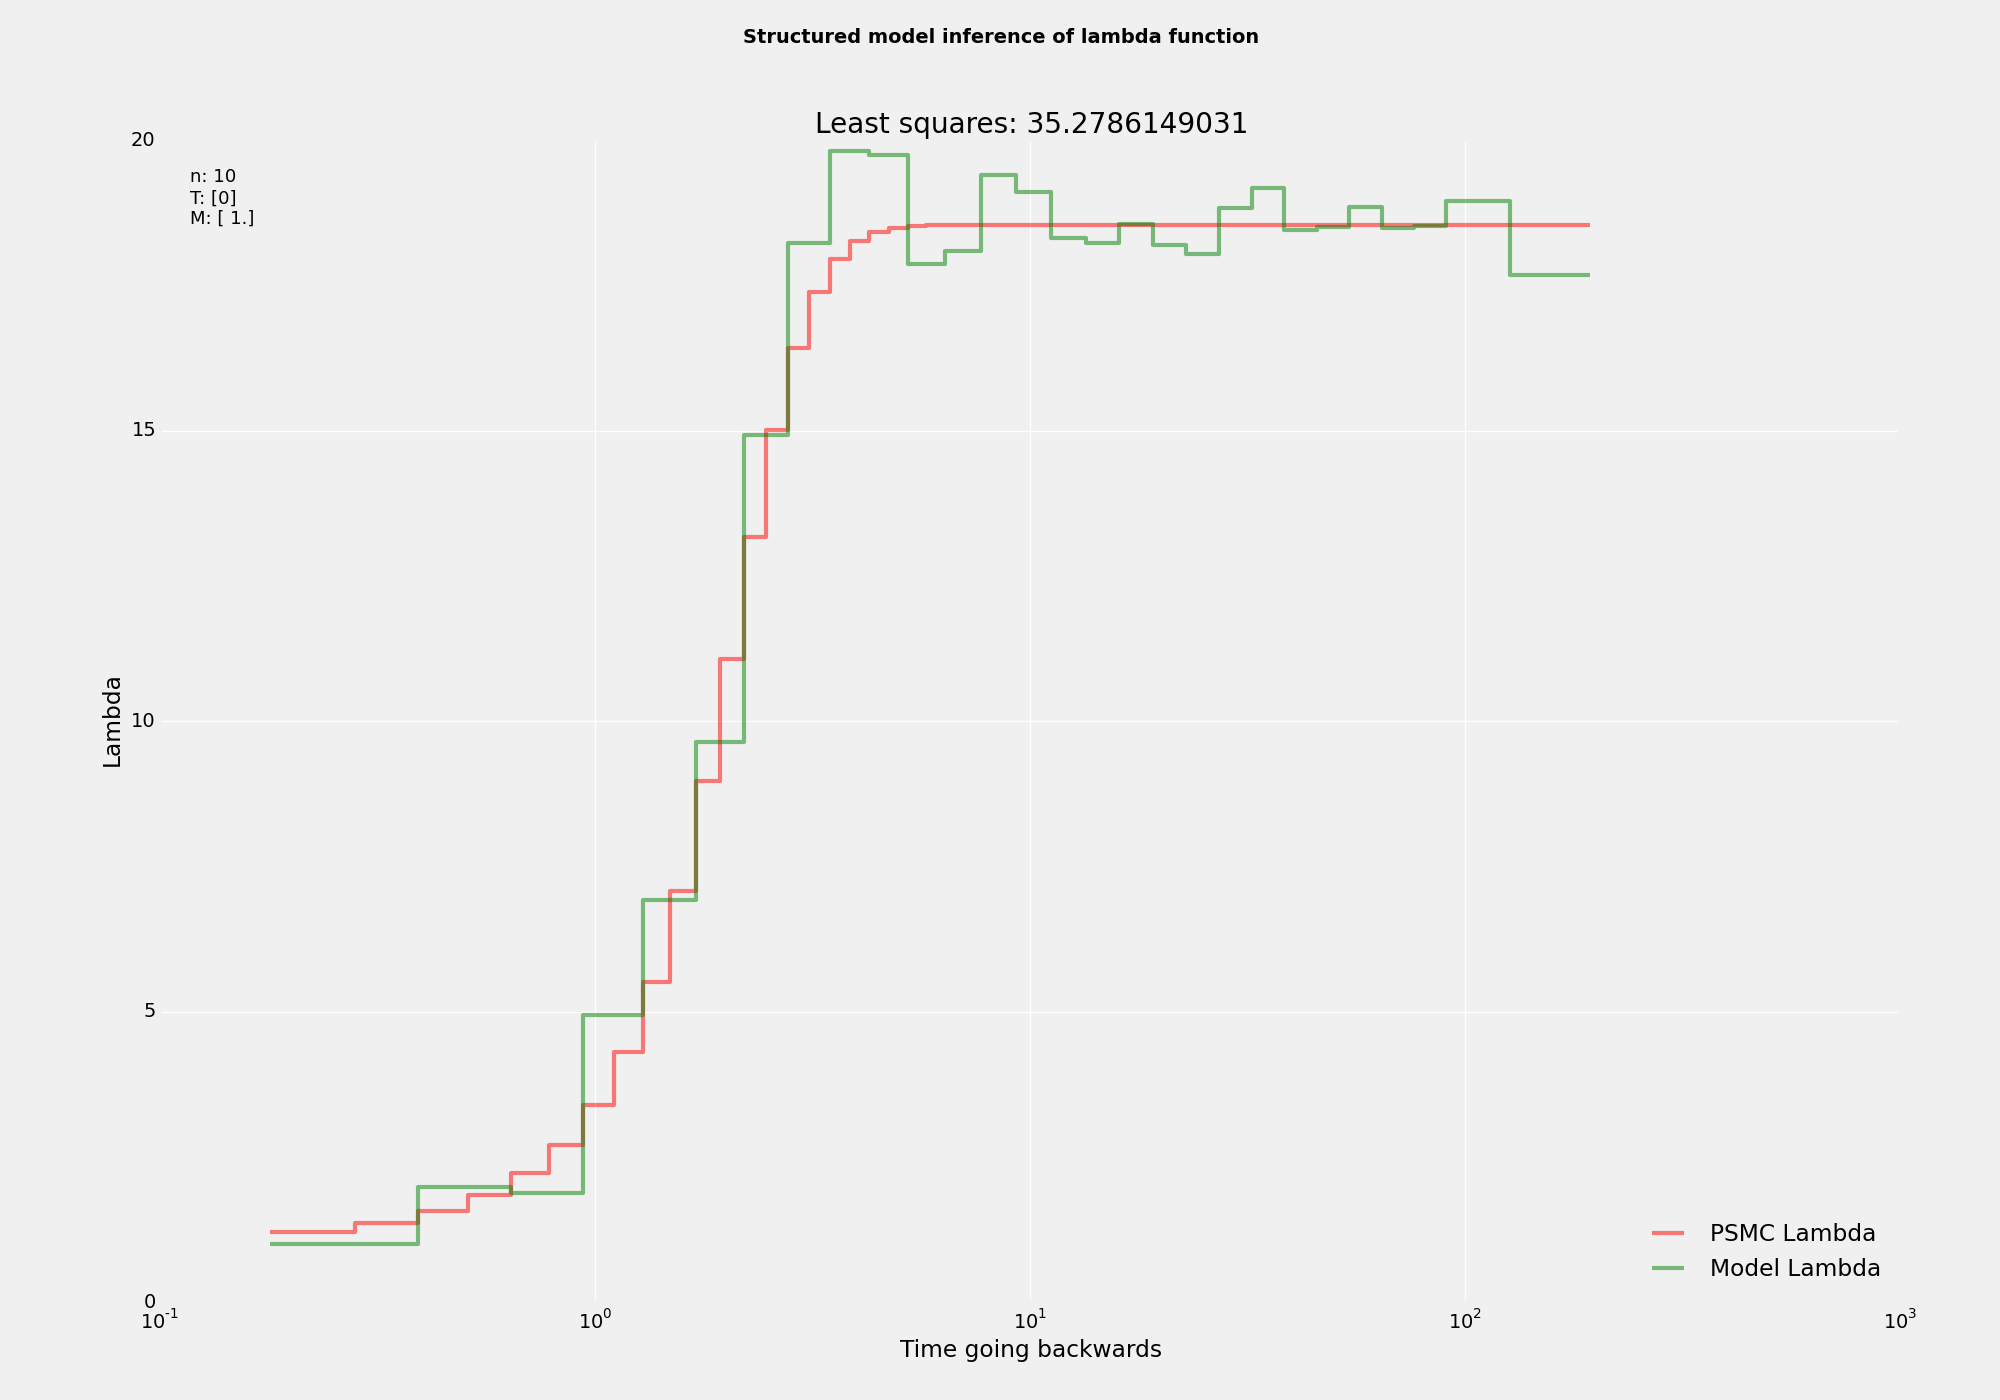 Structured model inference of lambda function
Least squares: 35.2786149031
n: 10
T: [0]
M: [ 1.]
20
15
10
5
0
Lambda
10^-1
10^0
10^1
10^2
10^3
Time going backwards
PSMC Lambda
Model Lambda